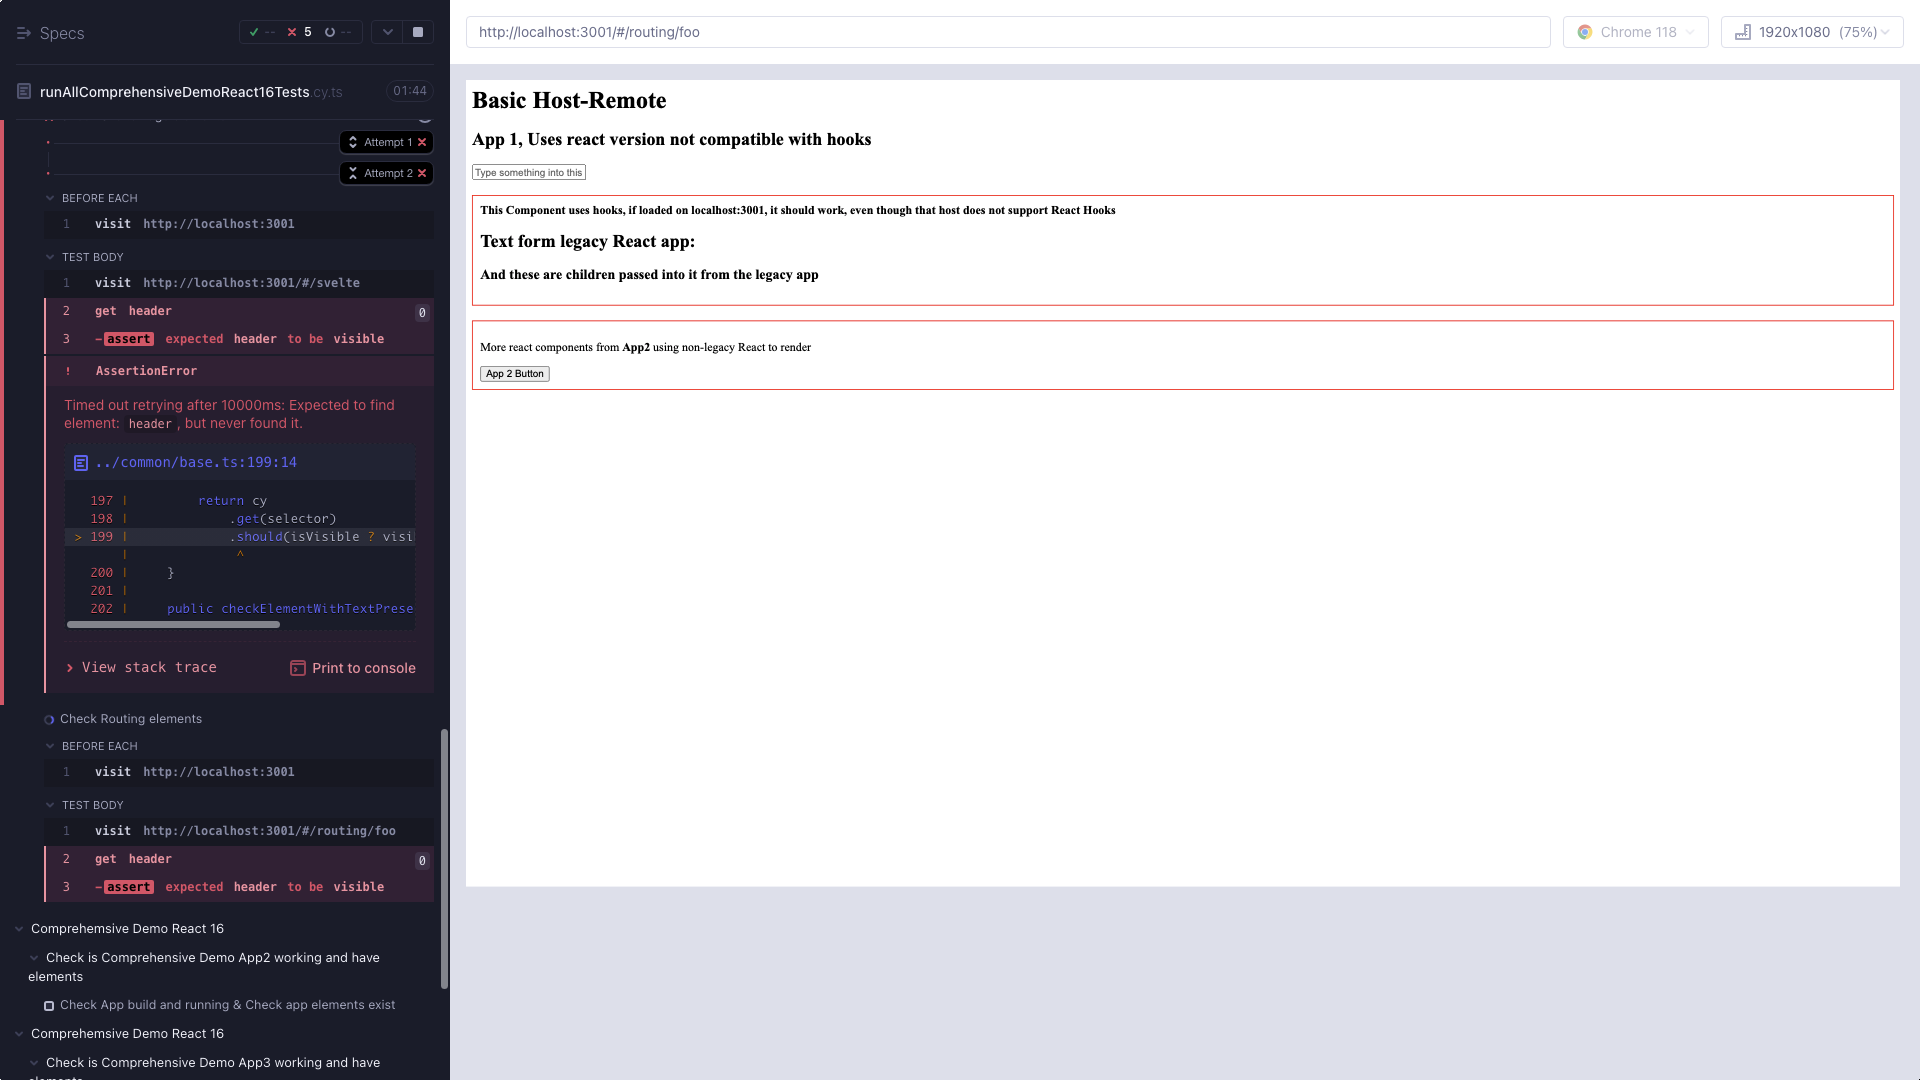 Specs
-- 5 --
runAllComprehensiveDemoReact16Tests.cy.ts 01:44
Attempt 1
Attempt 2
BEFORE EACH
1 visit http://localhost:3001
TEST BODY
1 visit http://localhost:3001/#/svelte
2 get header 0
3 -assert expected header to be visible
! AssertionError
Timed out retrying after 10000ms: Expected to find
element: header , but never found it.
../common/base.ts:199:14
197 | return cy
198 | .get(selector)
> 199 | .should(isVisible ? visi
| ^
200 | }
201 |
202 | public checkElementWithTextPrese
> View stack trace Print to console
Check Routing elements
BEFORE EACH
1 visit http://localhost:3001
TEST BODY
1 visit http://localhost:3001/#/routing/foo
2 get header 0
3 -assert expected header to be visible
Comprehemsive Demo React 16
Check is Comprehensive Demo App2 working and have
elements
Check App build and running & Check app elements exist
Comprehemsive Demo React 16
Check is Comprehensive Demo App3 working and have
http://localhost:3001/#/routing/foo
Chrome 118
1920x1080 (75%)
Basic Host-Remote
App 1, Uses react version not compatible with hooks
Type something into this
This Component uses hooks, if loaded on localhost:3001, it should work, even though that host does not support React Hooks
Text form legacy React app:
And these are children passed into it from the legacy app
More react components from App2 using non-legacy React to render
App 2 Button